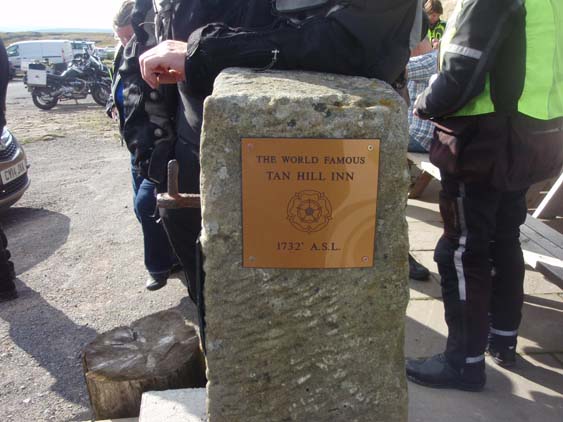 THE WORLD FAMOUS
TAN HILL INN
1732' A.S.L.